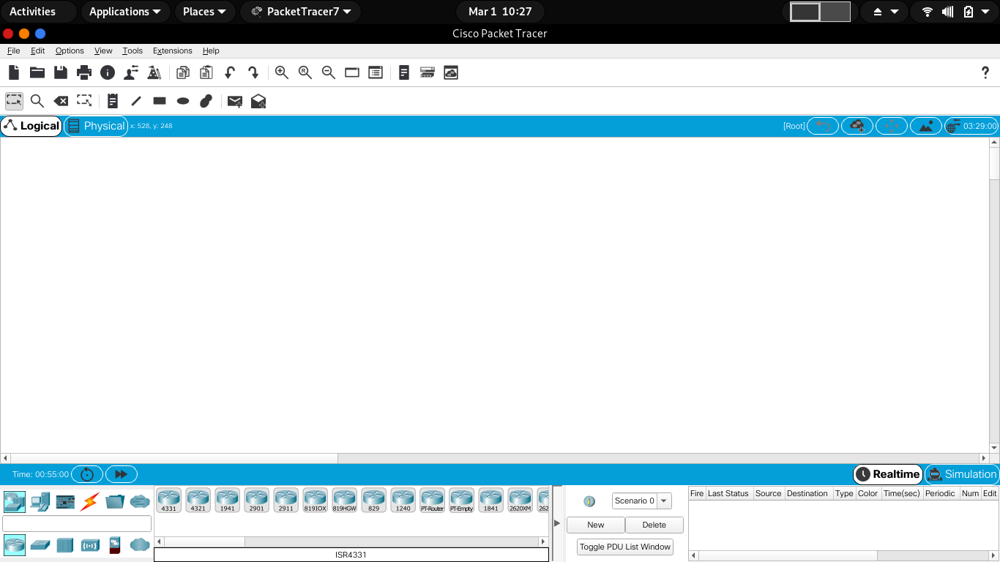 Activities Applications Places PacketTracer7 Mar 1 10:27
Cisco Packet Tracer
File Edit Options View Tools Extensions Help
R
?
Logical Physical x: 528, y: 248 [Root] 03:29:00
Time: 00:55:00 Realtime Simulation
4331 4321 1941 2901 2911 819IOX 819HGW 829 1240 PT-Router PT-Empty 1841 2620XM 262
Scenario 0
Fire Last Status Source Destination Type Color Time(sec) Periodic Num Edit
New Delete
Toggle PDU List Window
ISR4331